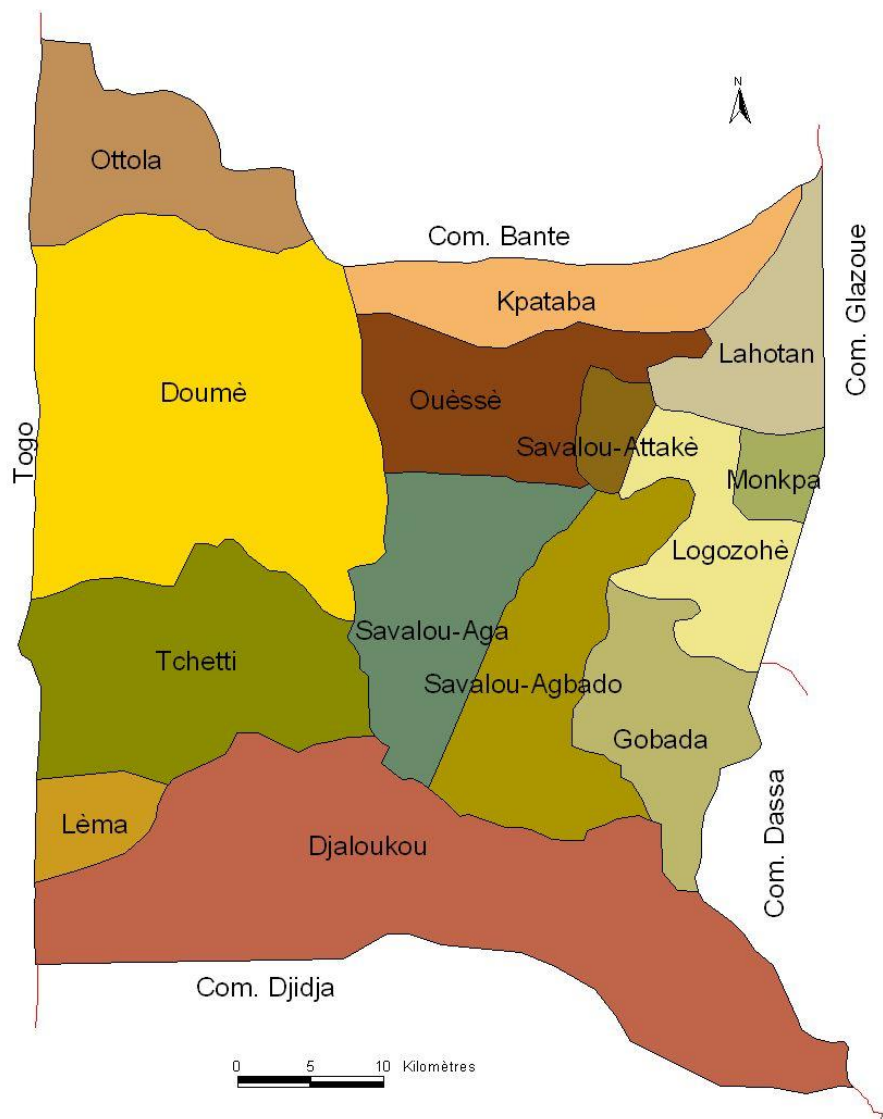 N
Ottola
Com. Bante
Com. Glazoue
Kpataba
Lahotan
Doumè
Ouèssè
Togo
Savalou-Attakè
Monkpa
Logozohè
Savalou-Aga
Tchetti
Savalou-Agbado
Gobada
Lèma
Djaloukou
Com. Dassa
Com. Djidja
0 5 10 Kilomètres